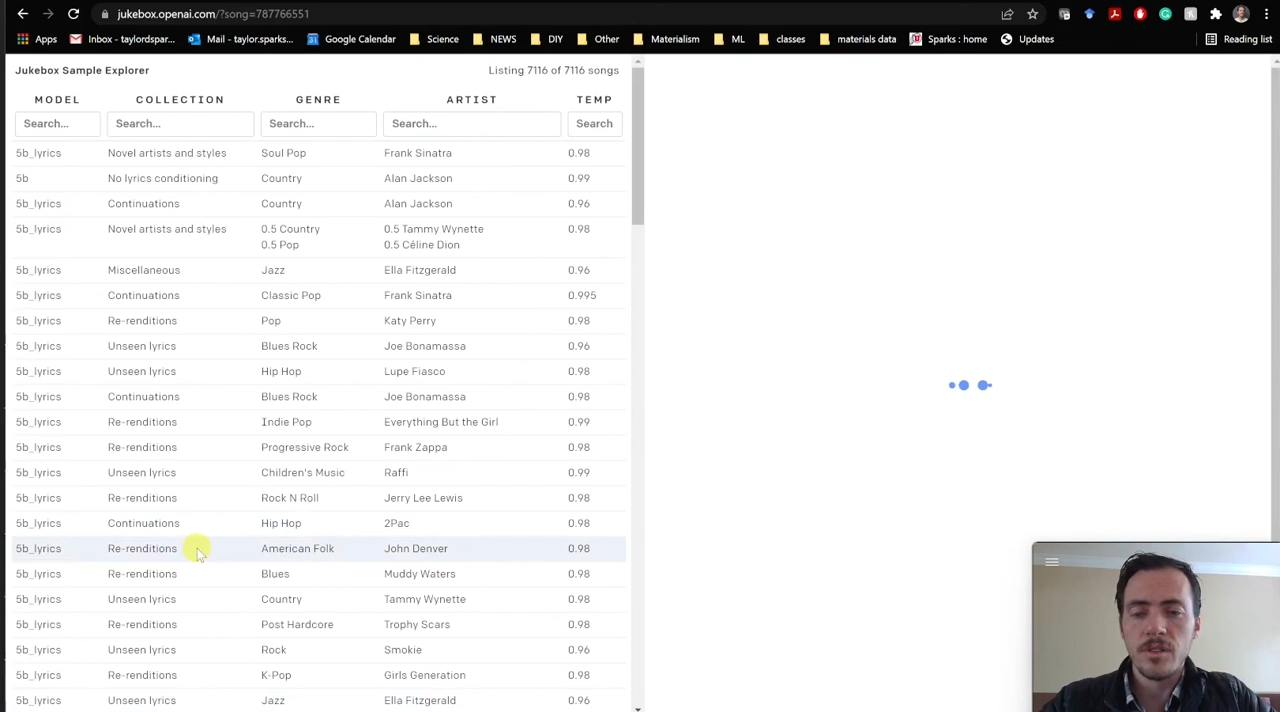 jukebox.openai.com/?song=787766551
Apps Inbox - taylordspar... Mail - taylor.sparks... Google Calendar Science NEWS DIY Other Materialism ML classes materials data Sparks : home Updates Reading list
Jukebox Sample Explorer Listing 7116 of 7116 songs
MODEL COLLECTION GENRE ARTIST TEMP
Search... Search... Search... Search... Search
5b_lyrics Novel artists and styles Soul Pop Frank Sinatra 0.98
5b No lyrics conditioning Country Alan Jackson 0.99
5b_lyrics Continuations Country Alan Jackson 0.96
5b_lyrics Novel artists and styles 0.5 Country 0.5 Tammy Wynette 0.98
0.5 Pop 0.5 Céline Dion
5b_lyrics Miscellaneous Jazz Ella Fitzgerald 0.96
5b_lyrics Continuations Classic Pop Frank Sinatra 0.995
5b_lyrics Re-renditions Pop Katy Perry 0.98
5b_lyrics Unseen lyrics Blues Rock Joe Bonamassa 0.96
5b_lyrics Unseen lyrics Hip Hop Lupe Fiasco 0.98
5b_lyrics Continuations Blues Rock Joe Bonamassa 0.98
5b_lyrics Re-renditions Indie Pop Everything But the Girl 0.99
5b_lyrics Re-renditions Progressive Rock Frank Zappa 0.98
5b_lyrics Unseen lyrics Children's Music Raffi 0.99
5b_lyrics Re-renditions Rock N Roll Jerry Lee Lewis 0.98
5b_lyrics Continuations Hip Hop 2Pac 0.98
5b_lyrics Re-renditions American Folk John Denver 0.98
5b_lyrics Re-renditions Blues Muddy Waters 0.98
5b_lyrics Unseen lyrics Country Tammy Wynette 0.98
5b_lyrics Re-renditions Post Hardcore Trophy Scars 0.98
5b_lyrics Unseen lyrics Rock Smokie 0.96
5b_lyrics Re-renditions K-Pop Girls Generation 0.98
5b_lyrics Unseen lyrics Jazz Ella Fitzgerald 0.96